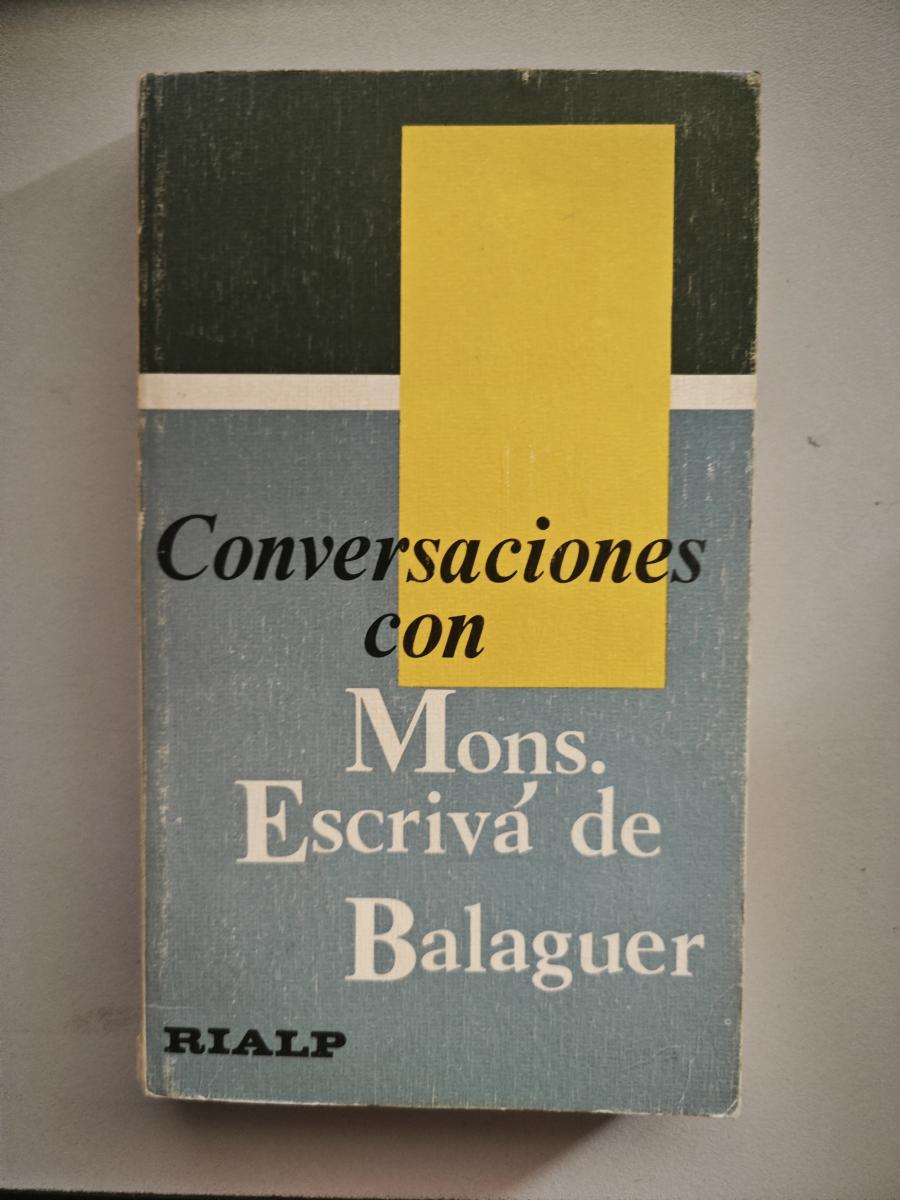 Conversaciones
con
Mons.
Escrivá de
Balaguer
RIALP